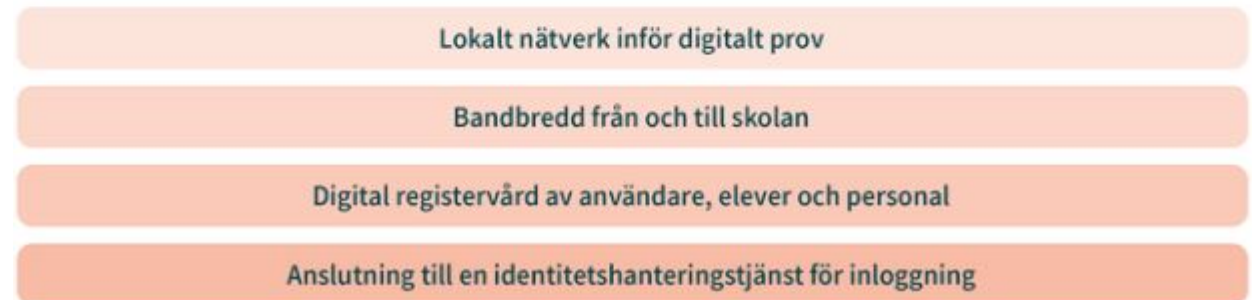 Lokalt nätverk inför digitalt prov
Bandbredd från och till skolan
Digital registervård av användare, elever och personal
Anslutning till en identitetshanteringstjänst för inloggning